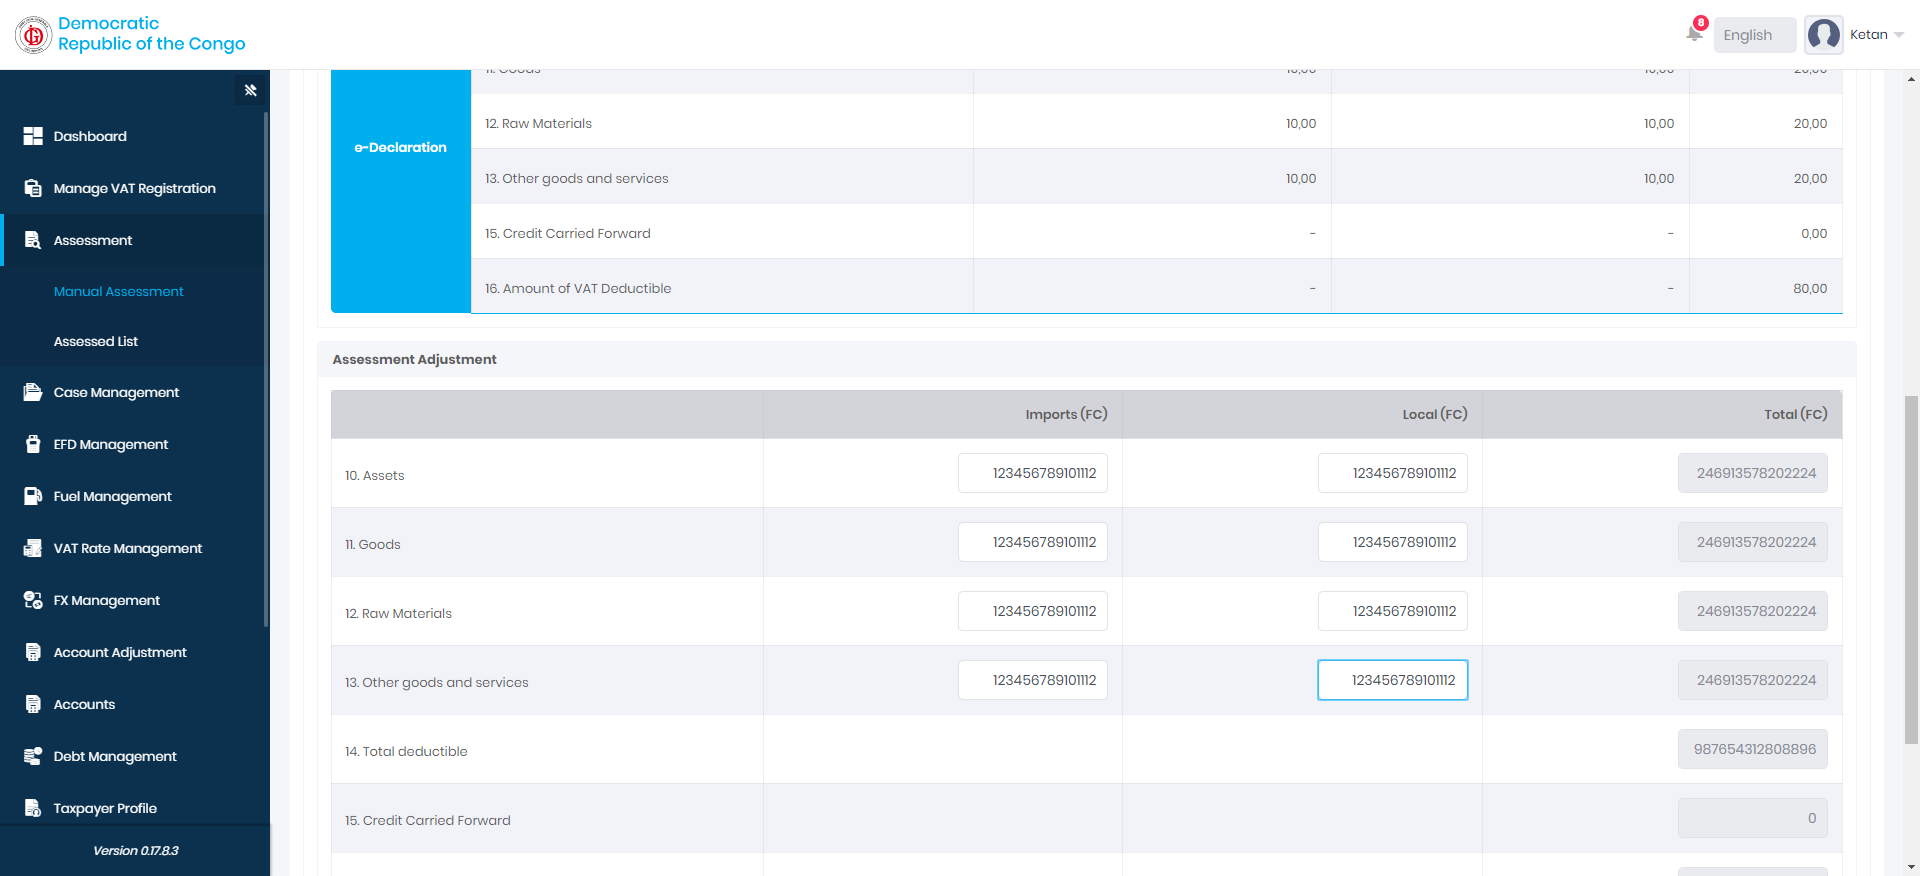 Democratic
Republic of the Congo
8
English
Ketan
Dashboard
Manage VAT Registration
Assessment
Manual Assessment
Assessed List
Case Management
EFD Management
Fuel Management
VAT Rate Management
FX Management
Account Adjustment
Accounts
Debt Management
Taxpayer Profile
Version 0.17.8.3
e-Declaration
11. Goods 10,00 10,00 20,00
12. Raw Materials 10,00 10,00 20,00
13. Other goods and services 10,00 10,00 20,00
15. Credit Carried Forward - - 0,00
16. Amount of VAT Deductible - - 80,00
Assessment Adjustment
Imports (FC) Local (FC) Total (FC)
10. Assets 123456789101112 123456789101112 246913578202224
11. Goods 123456789101112 123456789101112 246913578202224
12. Raw Materials 123456789101112 123456789101112 246913578202224
13. Other goods and services 123456789101112 123456789101112 246913578202224
14. Total deductible 987654312808896
15. Credit Carried Forward 0